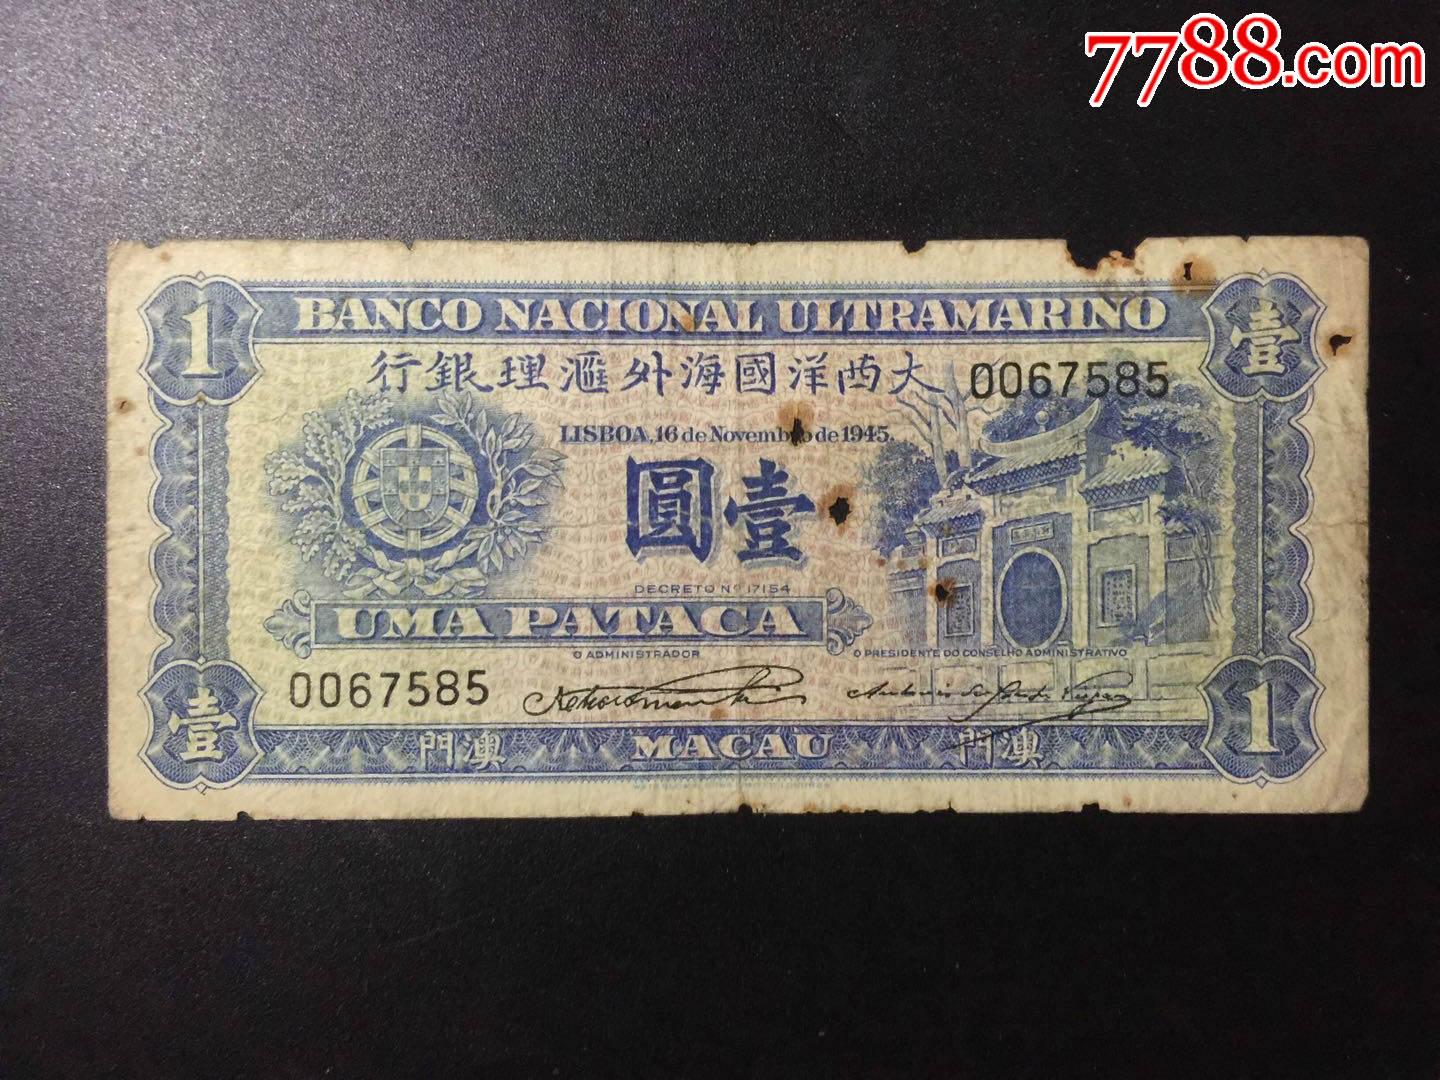 7788.com
1
BANCO NACIONAL ULTRAMARINO
壹
行銀理滙外海國洋西大
0067585
LISBOA, 16 de Novembro de 1945.
圓壹
DECRETO Nº 17154
UMA PATACA
O ADMINISTRADOR
O PRESIDENTE DO CONSELHO ADMINISTRATIVO
0067585
壹
門澳
MACAU
門澳
1